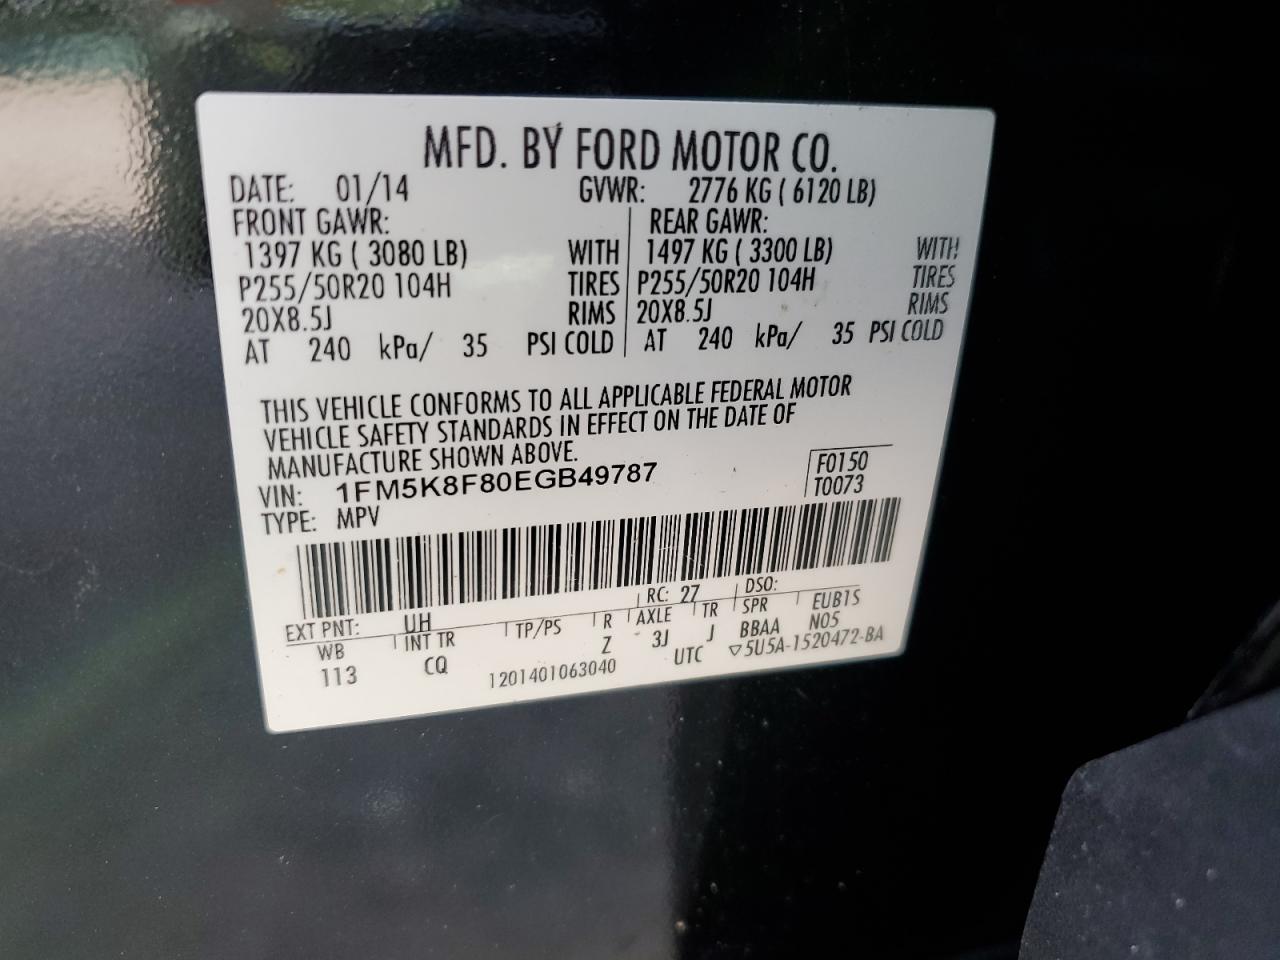 MFD. BY FORD MOTOR CO.
DATE: 01/14 GVWR: 2776 KG ( 6120 LB)
FRONT GAWR: REAR GAWR:
1397 KG ( 3080 LB) WITH 1497 KG ( 3300 LB) WITH
P255/50R20 104H TIRES P255/50R20 104H TIRES
20X8.5J RIMS 20X8.5J RIMS
AT 240 kPa/ 35 PSI COLD AT 240 kPa/ 35 PSI COLD
THIS VEHICLE CONFORMS TO ALL APPLICABLE FEDERAL MOTOR
VEHICLE SAFETY STANDARDS IN EFFECT ON THE DATE OF
MANUFACTURE SHOWN ABOVE.
VIN: 1FM5K8F80EGB49787 F0150
TYPE: MPV T0073
EXT PNT: UH RC: 27 DSO:
WB INT TR TP/PS R AXLE TR SPR EUB1S
113 CQ Z 3J J BBAA N05
1201401063040 UTC ▽5U5A-1520472-BA